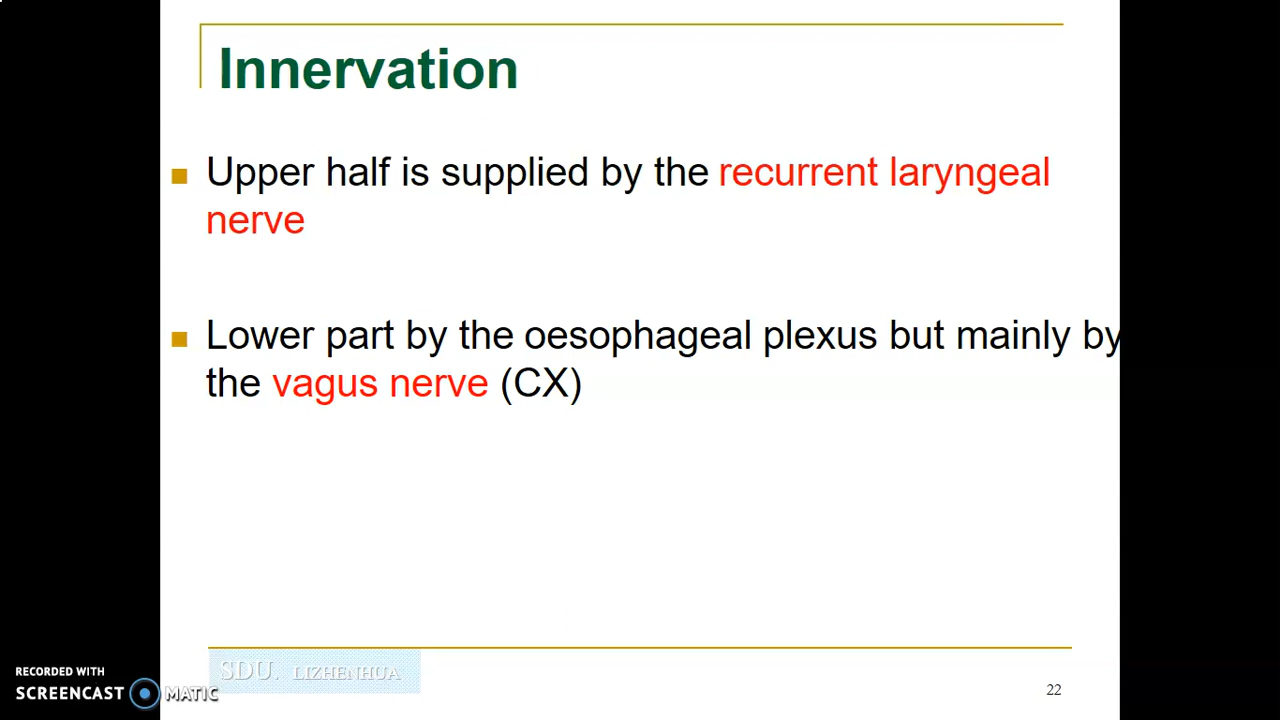 Innervation
Upper half is supplied by the recurrent laryngeal
nerve
Lower part by the oesophageal plexus but mainly by
the vagus nerve (CX)
SDU. LIZHENHUA
RECORDED WITH
SCREENCAST MATIC
22